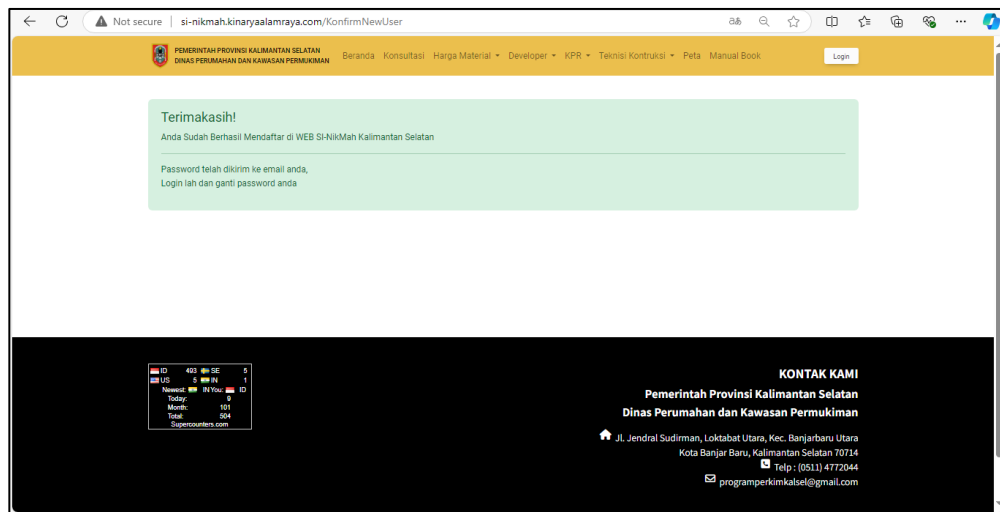 Not secure | si-nikmah.kinaryaalamraya.com/KonfirmNewUser
PEMERINTAH PROVINSI KALIMANTAN SELATAN
DINAS PERUMAHAN DAN KAWASAN PERMUKIMAN
Beranda Konsultasi Harga Material Developer KPR Teknisi Kontruksi Peta Manual Book Login
Terimakasih!
Anda Sudah Berhasil Mendaftar di WEB SI-NikMah Kalimantan Selatan
Password telah dikirim ke email anda,
Login lah dan ganti password anda
ID 493 SE 5
US 5 IN 1
Newest: IN You: ID
Today: 9
Month: 101
Total: 504
Supercounters.com
KONTAK KAMI
Pemerintah Provinsi Kalimantan Selatan
Dinas Perumahan dan Kawasan Permukiman
Jl. Jendral Sudirman, Loktabat Utara, Kec. Banjarbaru Utara
Kota Banjar Baru, Kalimantan Selatan 70714
Telp : (0511) 4772044
programperkimkalsel@gmail.com